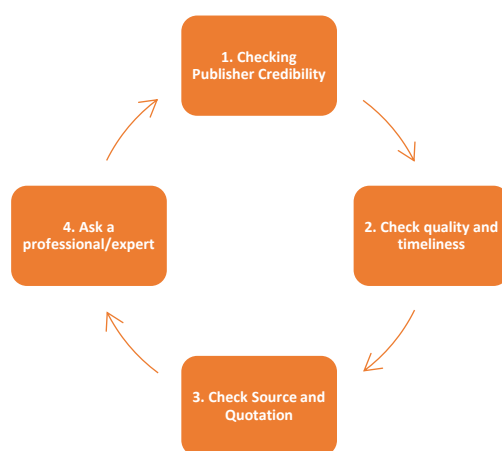 1. Checking
Publisher Credibility
2. Check quality and
timeliness
3. Check Source and
Quotation
4. Ask a
professional/expert